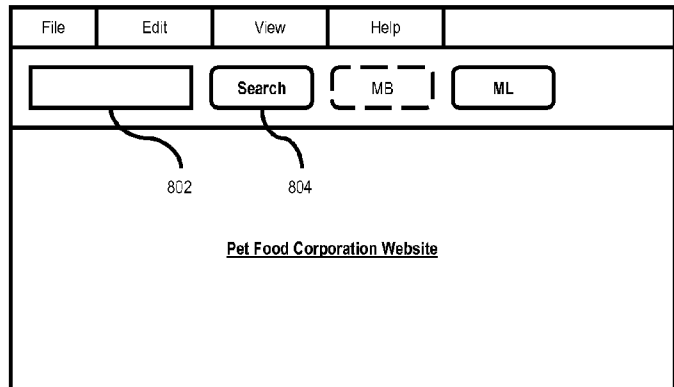 File Edit View Help
Search MB ML
802 804
Pet Food Corporation Website